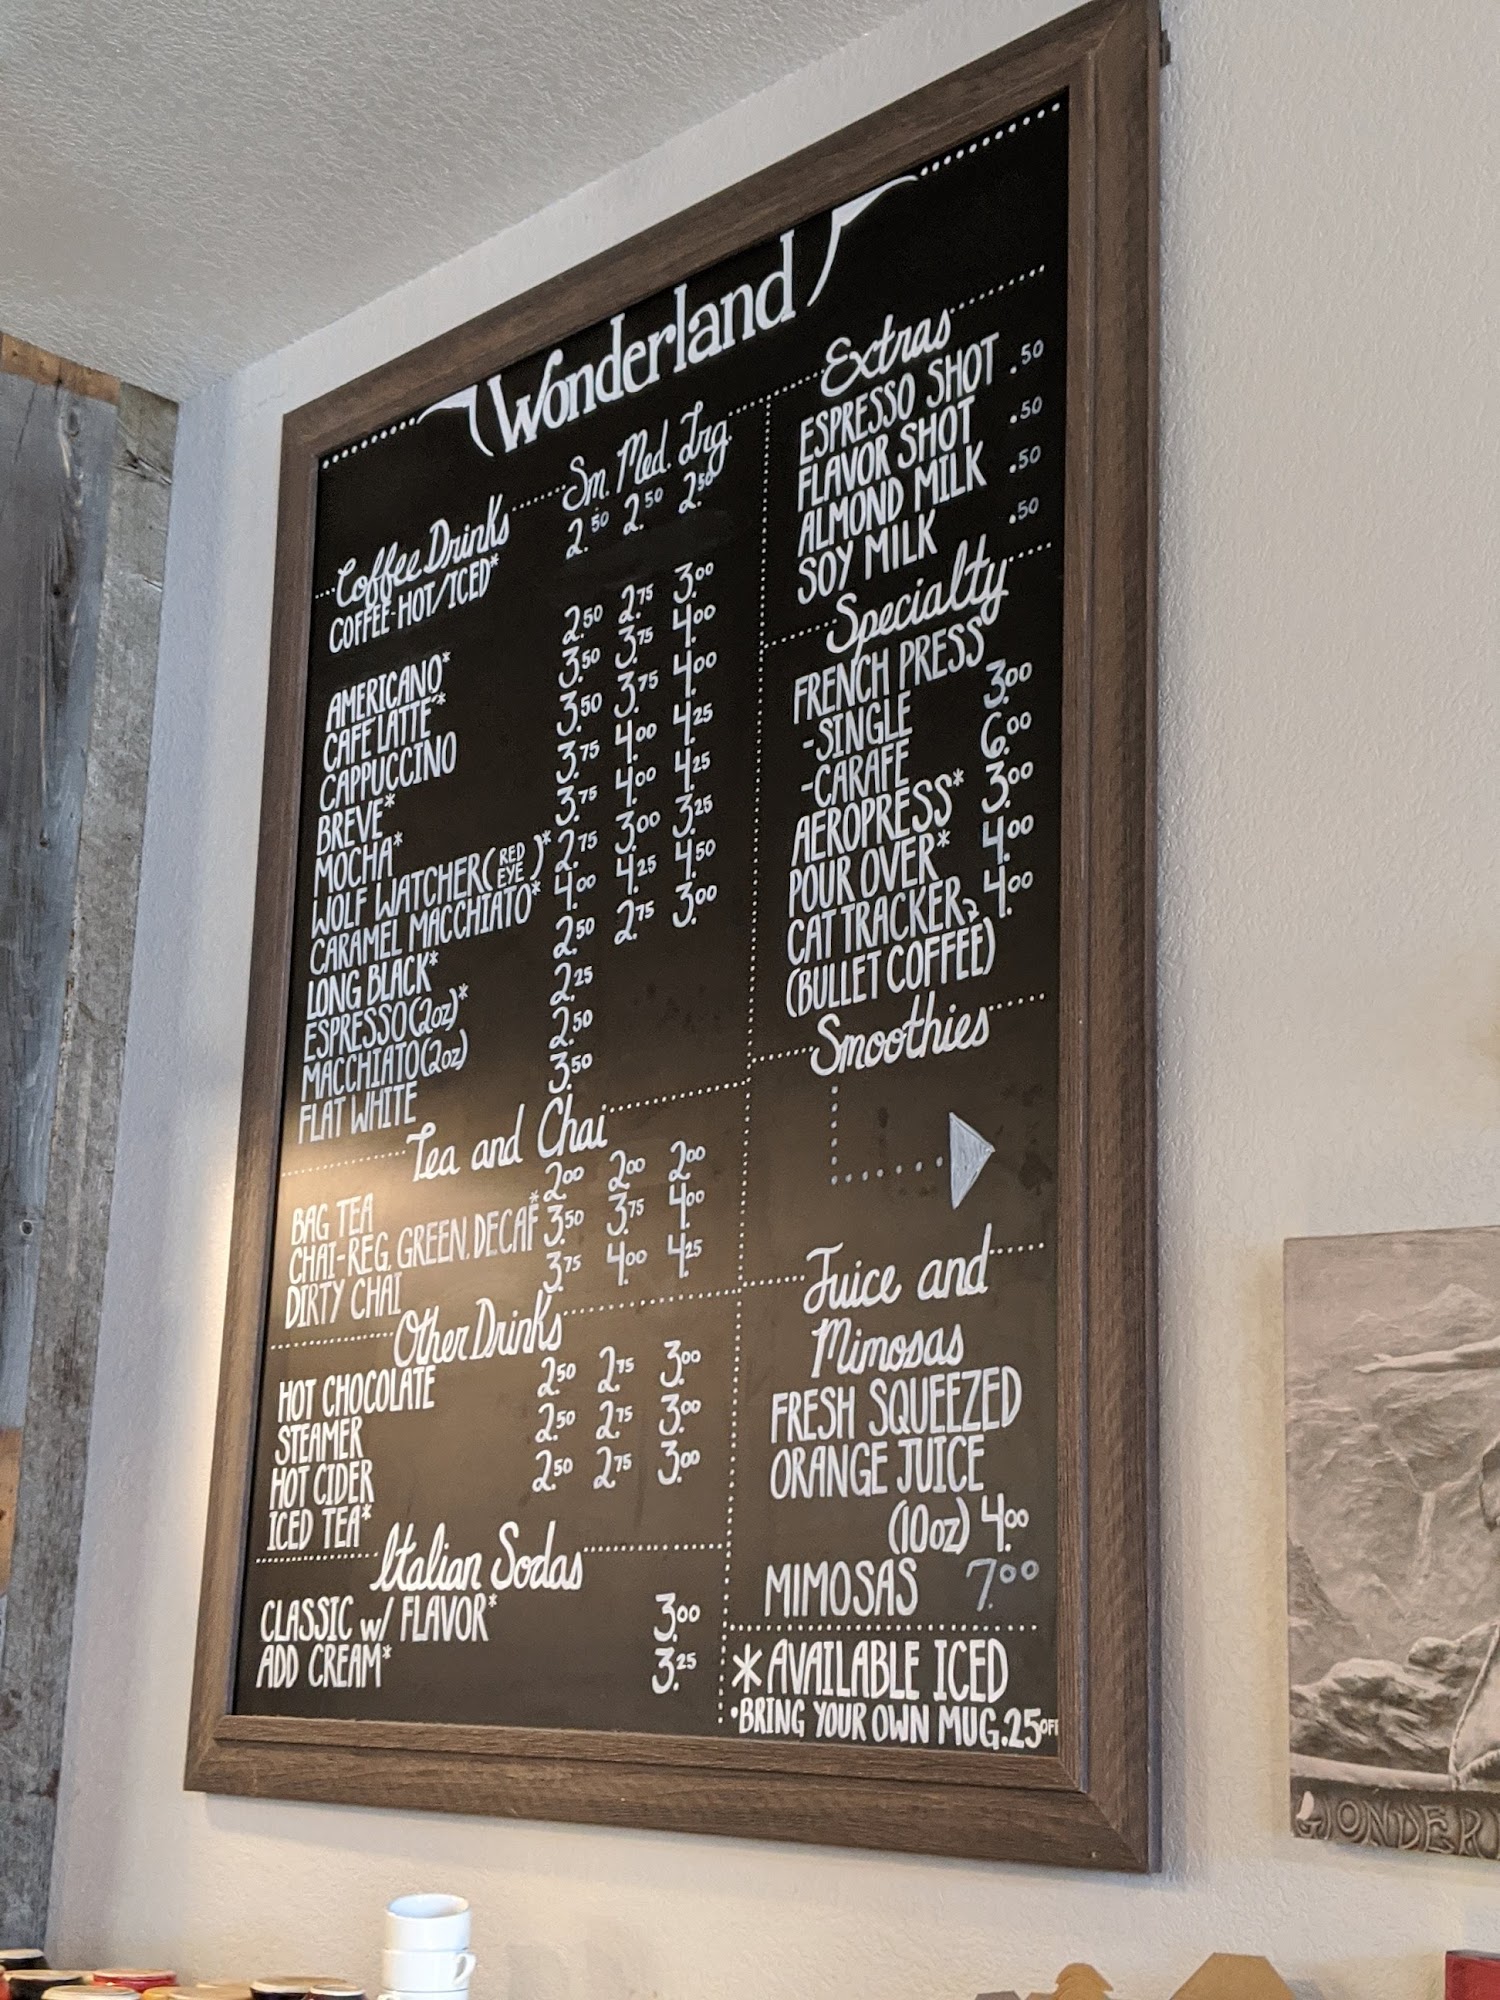 Wonderland
Coffee Drinks Sm. Med. Lrg.
COFFEE-HOT/ICED* 2.50 2.50 2.50
AMERICANO* 2.50 2.75 3.00
CAFE LATTE* 3.50 3.75 4.00
CAPPUCCINO 3.50 3.75 4.00
BREVE* 3.75 4.00 4.25
MOCHA* 3.75 4.00 4.25
WOLF WATCHER (RED EYE)* 2.75 3.00 3.25
CARAMEL MACCHIATO* 4.00 4.25 4.50
LONG BLACK* 2.50 2.75 3.00
ESPRESSO (2oz)* 2.25
MACCHIATO (2oz) 2.50
FLAT WHITE 3.50
Tea and Chai
BAG TEA 2.00 2.00 2.00
CHAI-REG. GREEN. DECAF* 3.50 3.75 4.00
DIRTY CHAI 3.75 4.00 4.25
Other Drinks
HOT CHOCOLATE 2.50 2.75 3.00
STEAMER 2.50 2.75 3.00
HOT CIDER 2.50 2.75 3.00
ICED TEA*
Italian Sodas
CLASSIC w/ FLAVOR* 3.00
ADD CREAM* 3.25
Extras
ESPRESSO SHOT .50
FLAVOR SHOT .50
ALMOND MILK .50
SOY MILK .50
Specialty
FRENCH PRESS
-SINGLE 3.00
-CARAFE 6.00
AEROPRESS* 3.00
POUR OVER* 4.00
CAT TRACKER 4.00
(BULLET COFFEE)
Smoothies
Juice and
Mimosas
FRESH SQUEEZED
ORANGE JUICE
(10oz) 4.00
MIMOSAS 7.00
*AVAILABLE ICED
•BRING YOUR OWN MUG .25 OFF